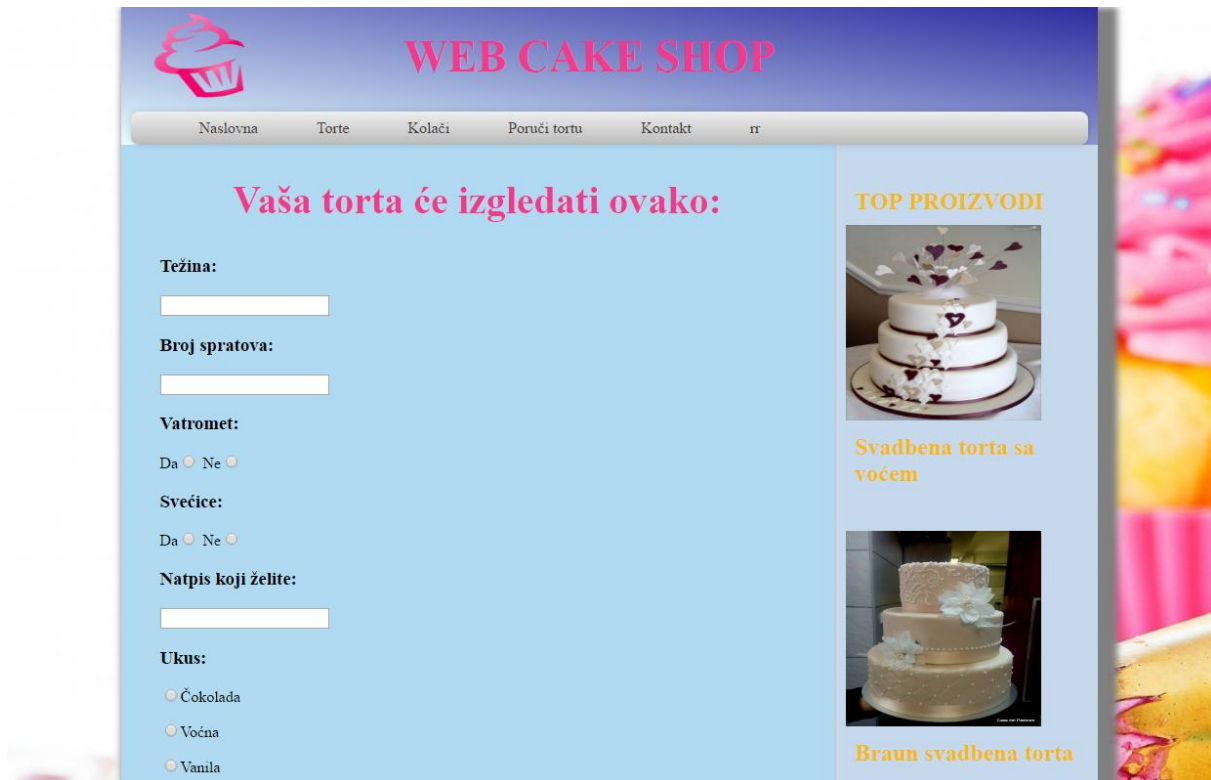 WEB CAKE SHOP
Naslovna Torte Kolači Poruči tortu Kontakt rr
Vaša torta će izgledati ovako:
Težina:
Broj spratova:
Vatromet:
Da Ne
Svećice:
Da Ne
Natpis koji želite:
Ukus:
Čokolada
Voćna
Vanila
TOP PROIZVODI
Svadbena torta sa
voćem
Braun svadbena torta